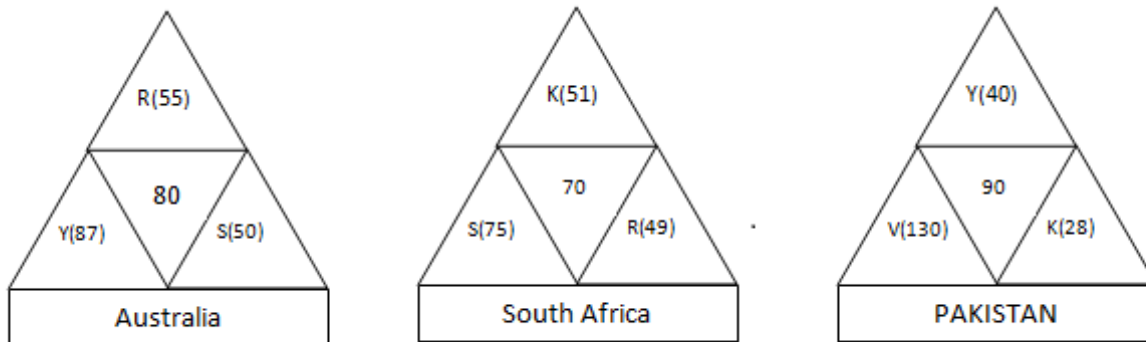 R(55)
80
Y(87)
S(50)
Australia
K(51)
70
S(75)
R(49)
South Africa
Y(40)
90
V(130)
K(28)
PAKISTAN